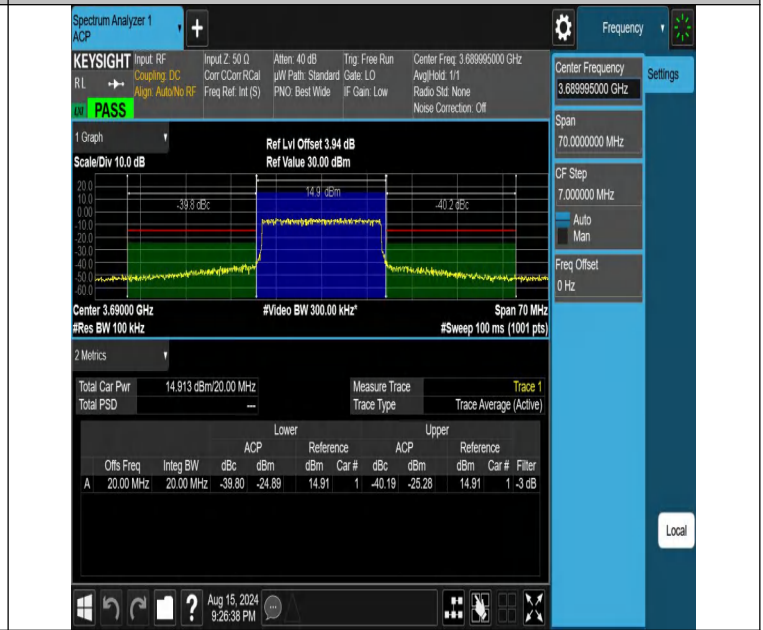 Spectrum Analyzer 1
ACP
+
Frequency
KEYSIGHT
Input: RF
Coupling: DC
Align: Auto/No RF
Input Z: 50 Ω
Corr CCorr RCal
Freq Ref: Int (S)
Atten: 40 dB
µW Path: Standard
PNO: Best Wide
Trig: Free Run
Gate: LO
IF Gain: Low
Center Freq: 3.689995000 GHz
Avg|Hold: 1/1
Radio Std: None
Noise Correction: Off
RL
PASS
Center Frequency
3.689995000 GHz
Settings
Span
70.0000000 MHz
CF Step
7.000000 MHz
Auto
Man
Freq Offset
0 Hz
1 Graph
Ref Lvl Offset 3.94 dB
Scale/Div 10.0 dB
Ref Value 30.00 dBm
20.0
10.0
0.00
-10.0
-20.0
-30.0
-40.0
-50.0
-60.0
-39.8 dBc
14.9 dBm
-40.2 dBc
Center 3.69000 GHz
#Video BW 300.00 kHz*
Span 70 MHz
#Res BW 100 kHz
#Sweep 100 ms (1001 pts)
2 Metrics
Total Car Pwr 14.913 dBm/20.00 MHz
Measure Trace Trace 1
Total PSD ---
Trace Type Trace Average (Active)
Lower Upper
ACP Reference ACP Reference
Offs Freq Integ BW dBc dBm dBm Car # dBc dBm dBm Car # Filter
A 20.00 MHz 20.00 MHz -39.80 -24.89 14.91 1 -40.19 -25.28 14.91 1 -3 dB
Local
?
Aug 15, 2024
9:26:38 PM